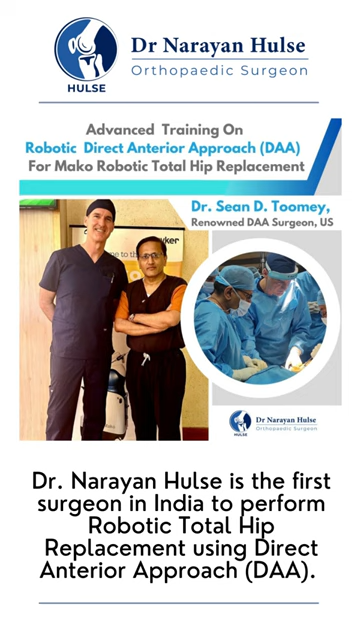 Dr Narayan Hulse
Orthopaedic Surgeon
HULSE
Advanced Training On
Robotic Direct Anterior Approach (DAA)
For Mako Robotic Total Hip Replacement
Dr. Sean D. Toomey,
Renowned DAA Surgeon, US
Dr Narayan Hulse
Orthopaedic Surgeon
HULSE
Dr. Narayan Hulse is the first
surgeon in India to perform
Robotic Total Hip
Replacement using Direct
Anterior Approach (DAA).